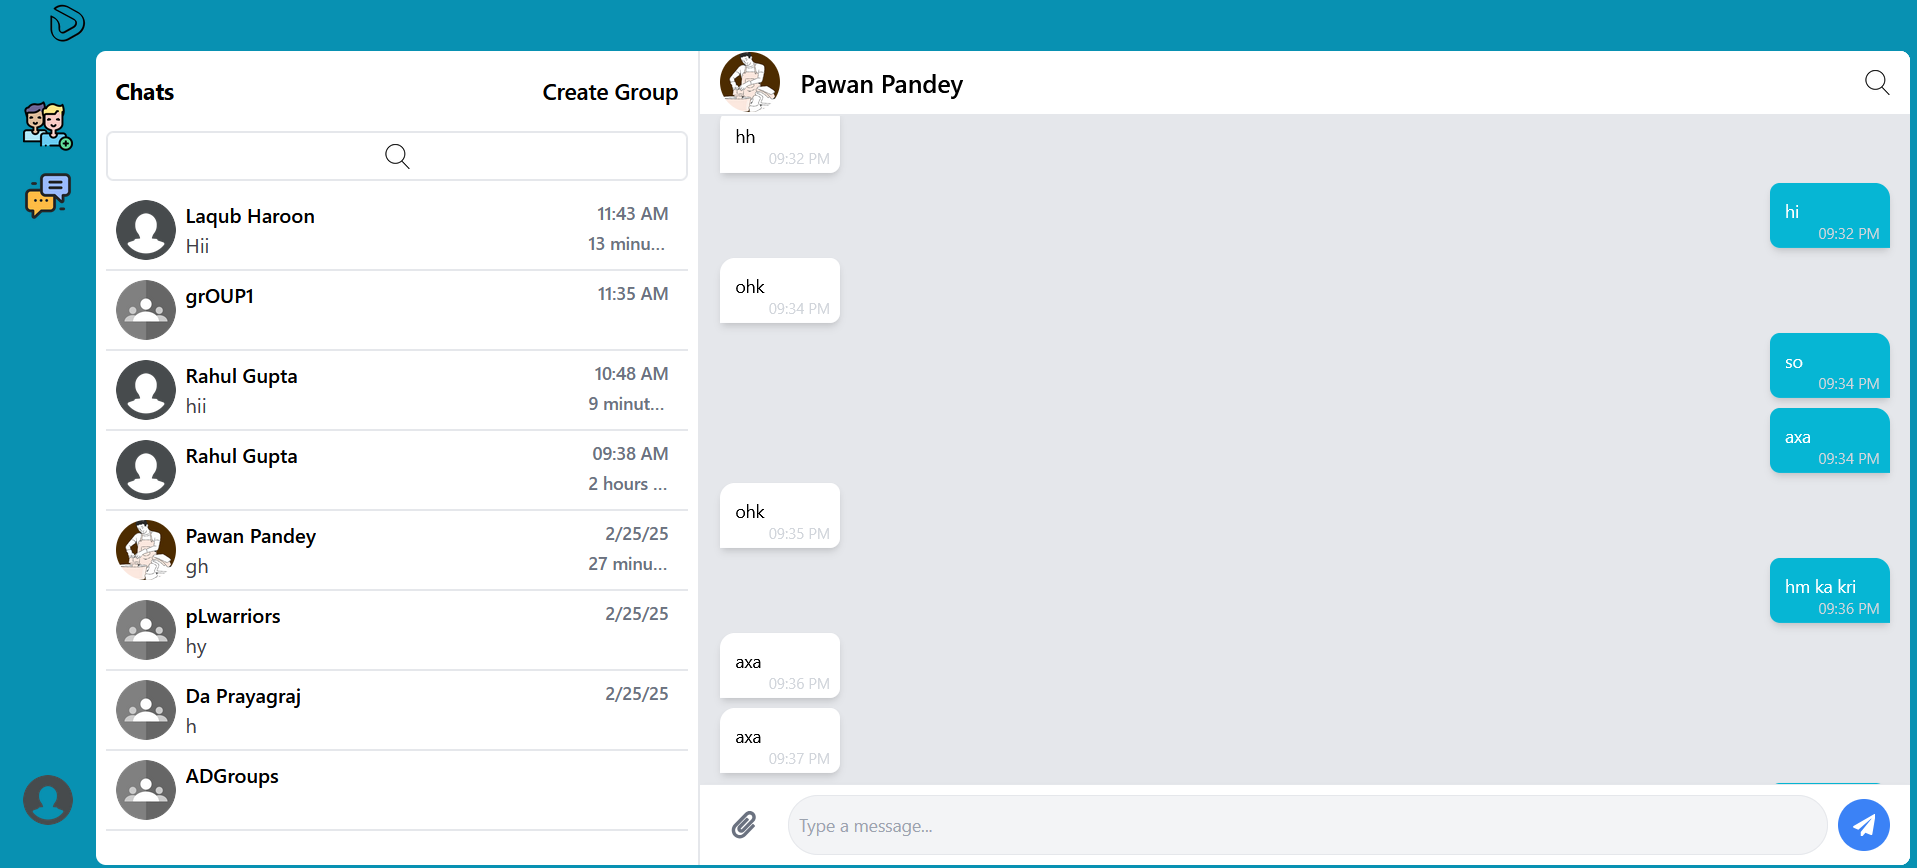 Chats
Create Group
Laqub Haroon
11:43 AM
Hii
13 minu...
grOUP1
11:35 AM
Rahul Gupta
10:48 AM
hii
9 minut...
Rahul Gupta
09:38 AM
2 hours ...
Pawan Pandey
2/25/25
gh
27 minu...
pLwarriors
2/25/25
hy
Da Prayagraj
2/25/25
h
ADGroups
Pawan Pandey
hh
09:32 PM
hi
09:32 PM
ohk
09:34 PM
so
09:34 PM
axa
09:34 PM
ohk
09:35 PM
hm ka kri
09:36 PM
axa
09:36 PM
axa
09:37 PM
Type a message...